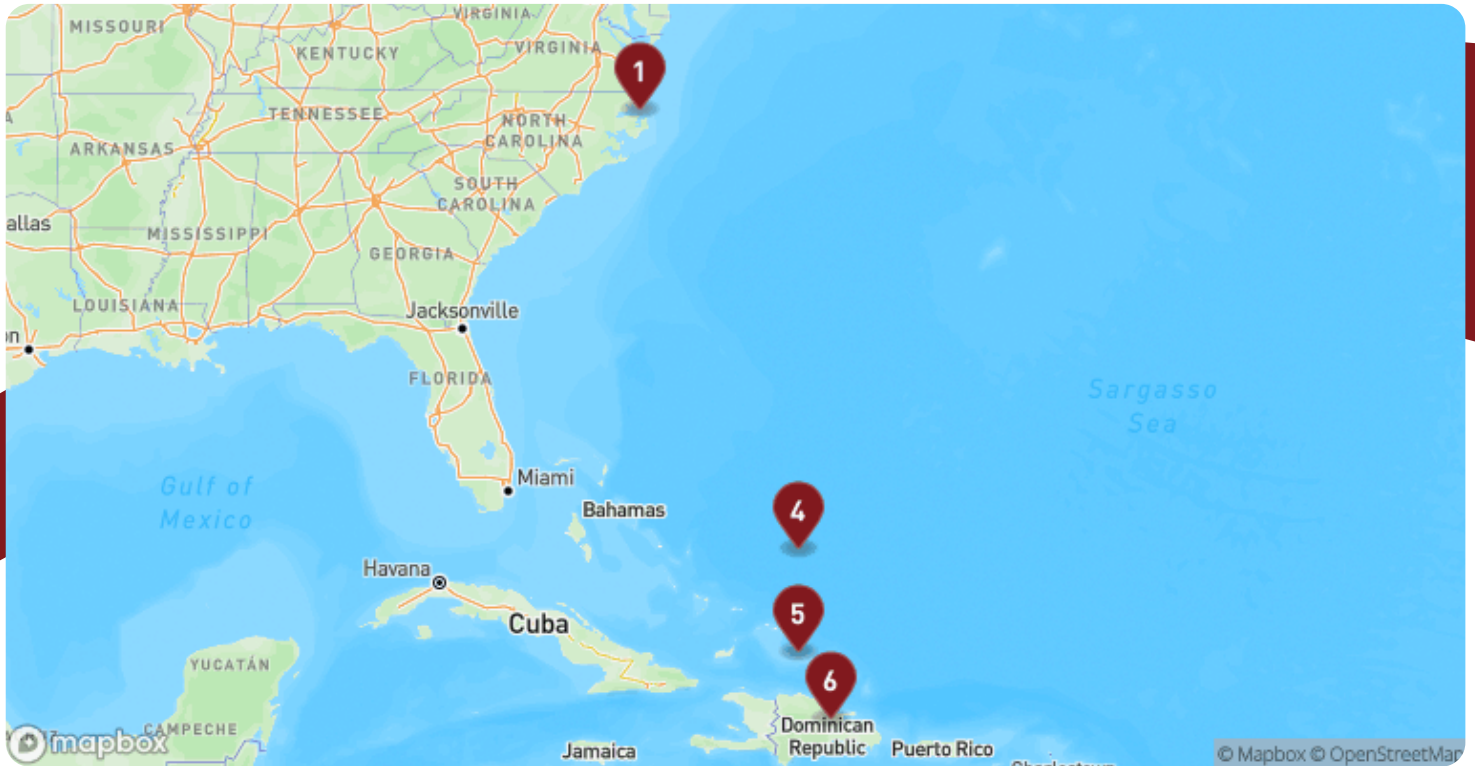 VIRGINIA
MISSOURI
KENTUCKY
VIRGINIA
1
TENNESSEE
NORTH
CAROLINA
ARKANSAS
SOUTH
CAROLINA
allas
MISSISSIPPI
GEORGIA
LOUISIANA
Jacksonville
on
FLORIDA
Sargasso
Sea
Gulf of
Mexico
Miami
Bahamas
4
Havana
Cuba
5
YUCATÁN
6
CAMPECHE
Dominican
Republic
Jamaica
Puerto Rico
mapbox
© Mapbox © OpenStreetMap